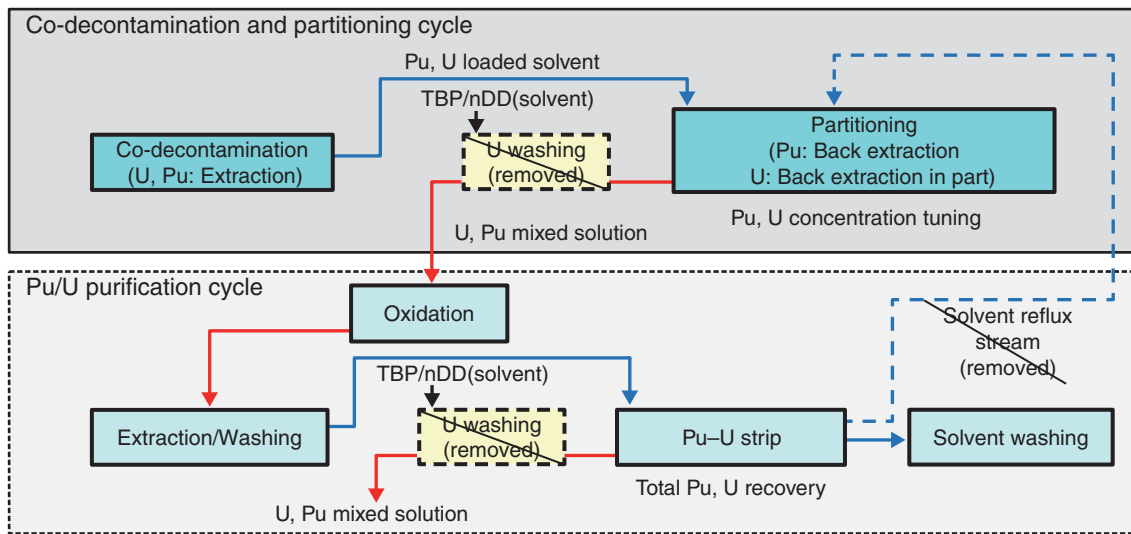 Co-decontamination and partitioning cycle
Pu, U loaded solvent
TBP/nDD(solvent)
Co-decontamination
(U, Pu: Extraction)
U washing
(removed)
Partitioning
(Pu: Back extraction
U: Back extraction in part)
Pu, U concentration tuning
U, Pu mixed solution
Pu/U purification cycle
Oxidation
Solvent reflux
stream
(removed)
TBP/nDD(solvent)
Extraction/Washing
U washing
(removed)
Pu–U strip
Solvent washing
Total Pu, U recovery
U, Pu mixed solution